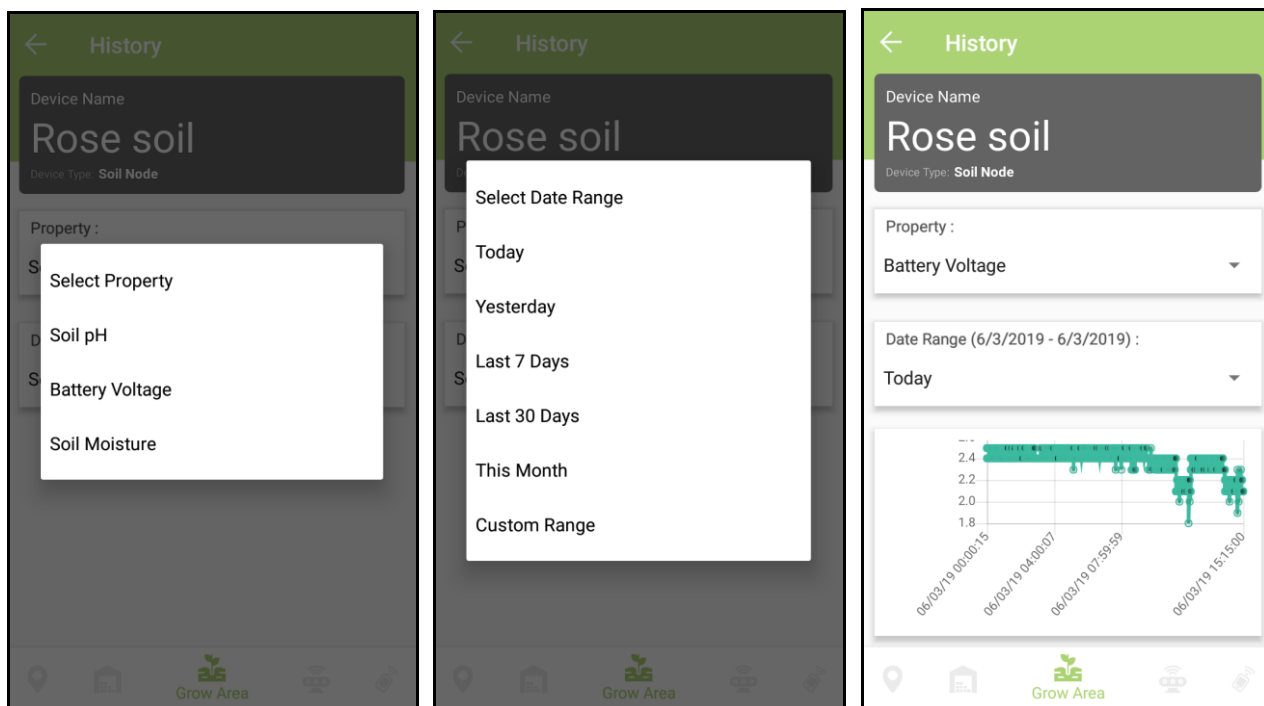 History
Device Name
Rose soil
Device Type: Soil Node
Property :
Select Property
Soil pH
Battery Voltage
Soil Moisture
Grow Area
History
Device Name
Rose soil
Select Date Range
Today
Yesterday
Last 7 Days
Last 30 Days
This Month
Custom Range
Grow Area
History
Device Name
Rose soil
Device Type: Soil Node
Property :
Battery Voltage
Date Range (6/3/2019 - 6/3/2019) :
Today
2.4
2.2
2.0
1.8
06/03/19 00:00:15
06/03/19 04:00:07
06/03/19 07:59:59
06/03/19 15:15:00
Grow Area